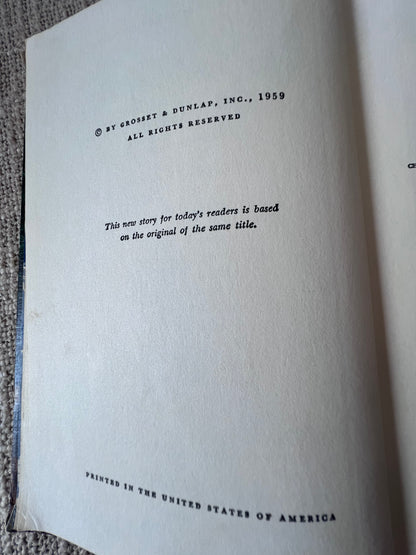 © BY GROSSET & DUNLAP, INC., 1959
ALL RIGHTS RESERVED
This new story for today's readers is based
on the original of the same title.
PRINTED IN THE UNITED STATES OF AMERICA